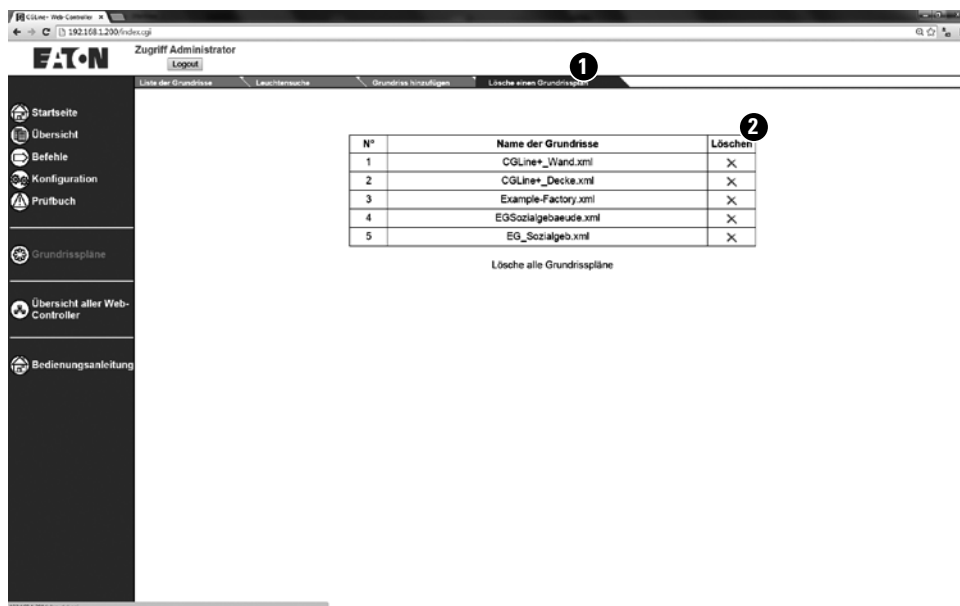 CGLine+ Web-Controller
192.168.1.200/index.cgi
EATON
Zugriff Administrator
Logout
Liste der Grundrisse
Leuchtensuche
Grundriss hinzufügen
Lösche einen Grundrissplan
1
Startseite
Übersicht
Befehle
Konfiguration
Prüfbuch
Grundrisspläne
Übersicht aller Web-
Controller
Bedienungsanleitung
2
N° Name der Grundrisse Löschen
1 CGLine+_Wand.xml
2 CGLine+_Decke.xml
3 Example-Factory.xml
4 EGSozialgebaeude.xml
5 EG_Sozialgeb.xml
Lösche alle Grundrisspläne